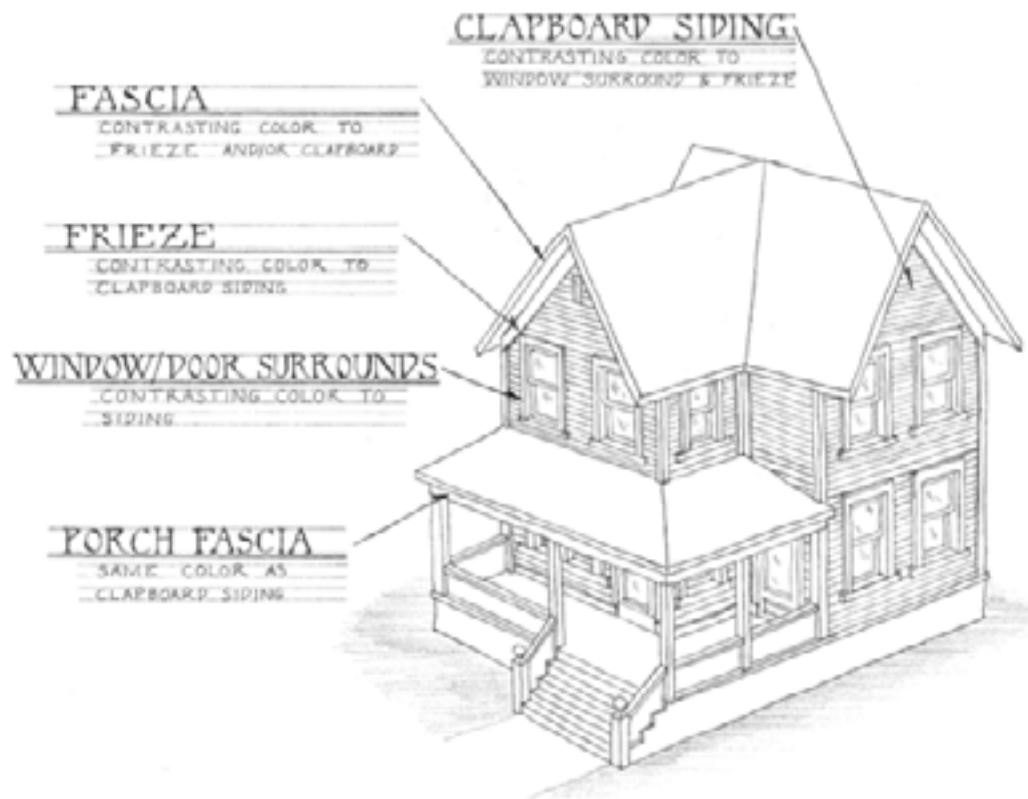 CLAPBOARD SIDING
CONTRASTING COLOR TO
WINDOW SURROUND & FRIEZE
FASCIA
CONTRASTING COLOR TO
FRIEZE AND/OR CLAPBOARD
FRIEZE
CONTRASTING COLOR TO
CLAPBOARD SIDING
WINDOW/DOOR SURROUNDS
CONTRASTING COLOR TO
SIDING
PORCH FASCIA
SAME COLOR AS
CLAPBOARD SIDING